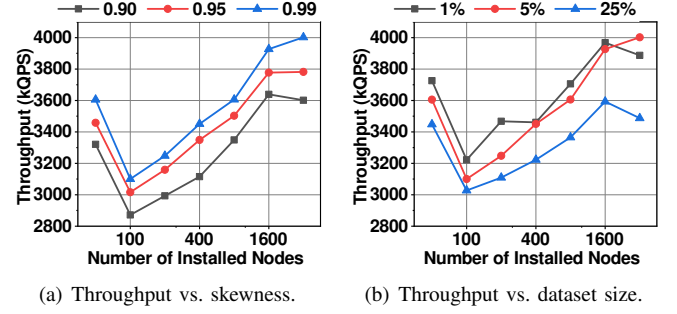 0.90 0.95 0.99
4000
3800
3600
3400
3200
3000
2800
Throughput (kQPS)
100 400 1600
Number of Installed Nodes
(a) Throughput vs. skewness.
1% 5% 25%
4000
3800
3600
3400
3200
3000
2800
Throughput (kQPS)
100 400 1600
Number of Installed Nodes
(b) Throughput vs. dataset size.